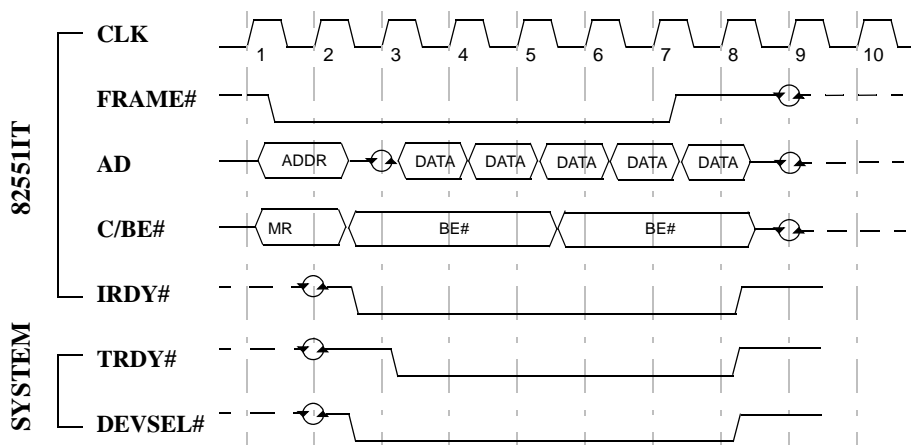 CLK
1 2 3 4 5 6 7 8 9 10
FRAME#
82551IT
AD
ADDR DATA DATA DATA DATA DATA
C/BE#
MR BE# BE#
IRDY#
SYSTEM
TRDY#
DEVSEL#